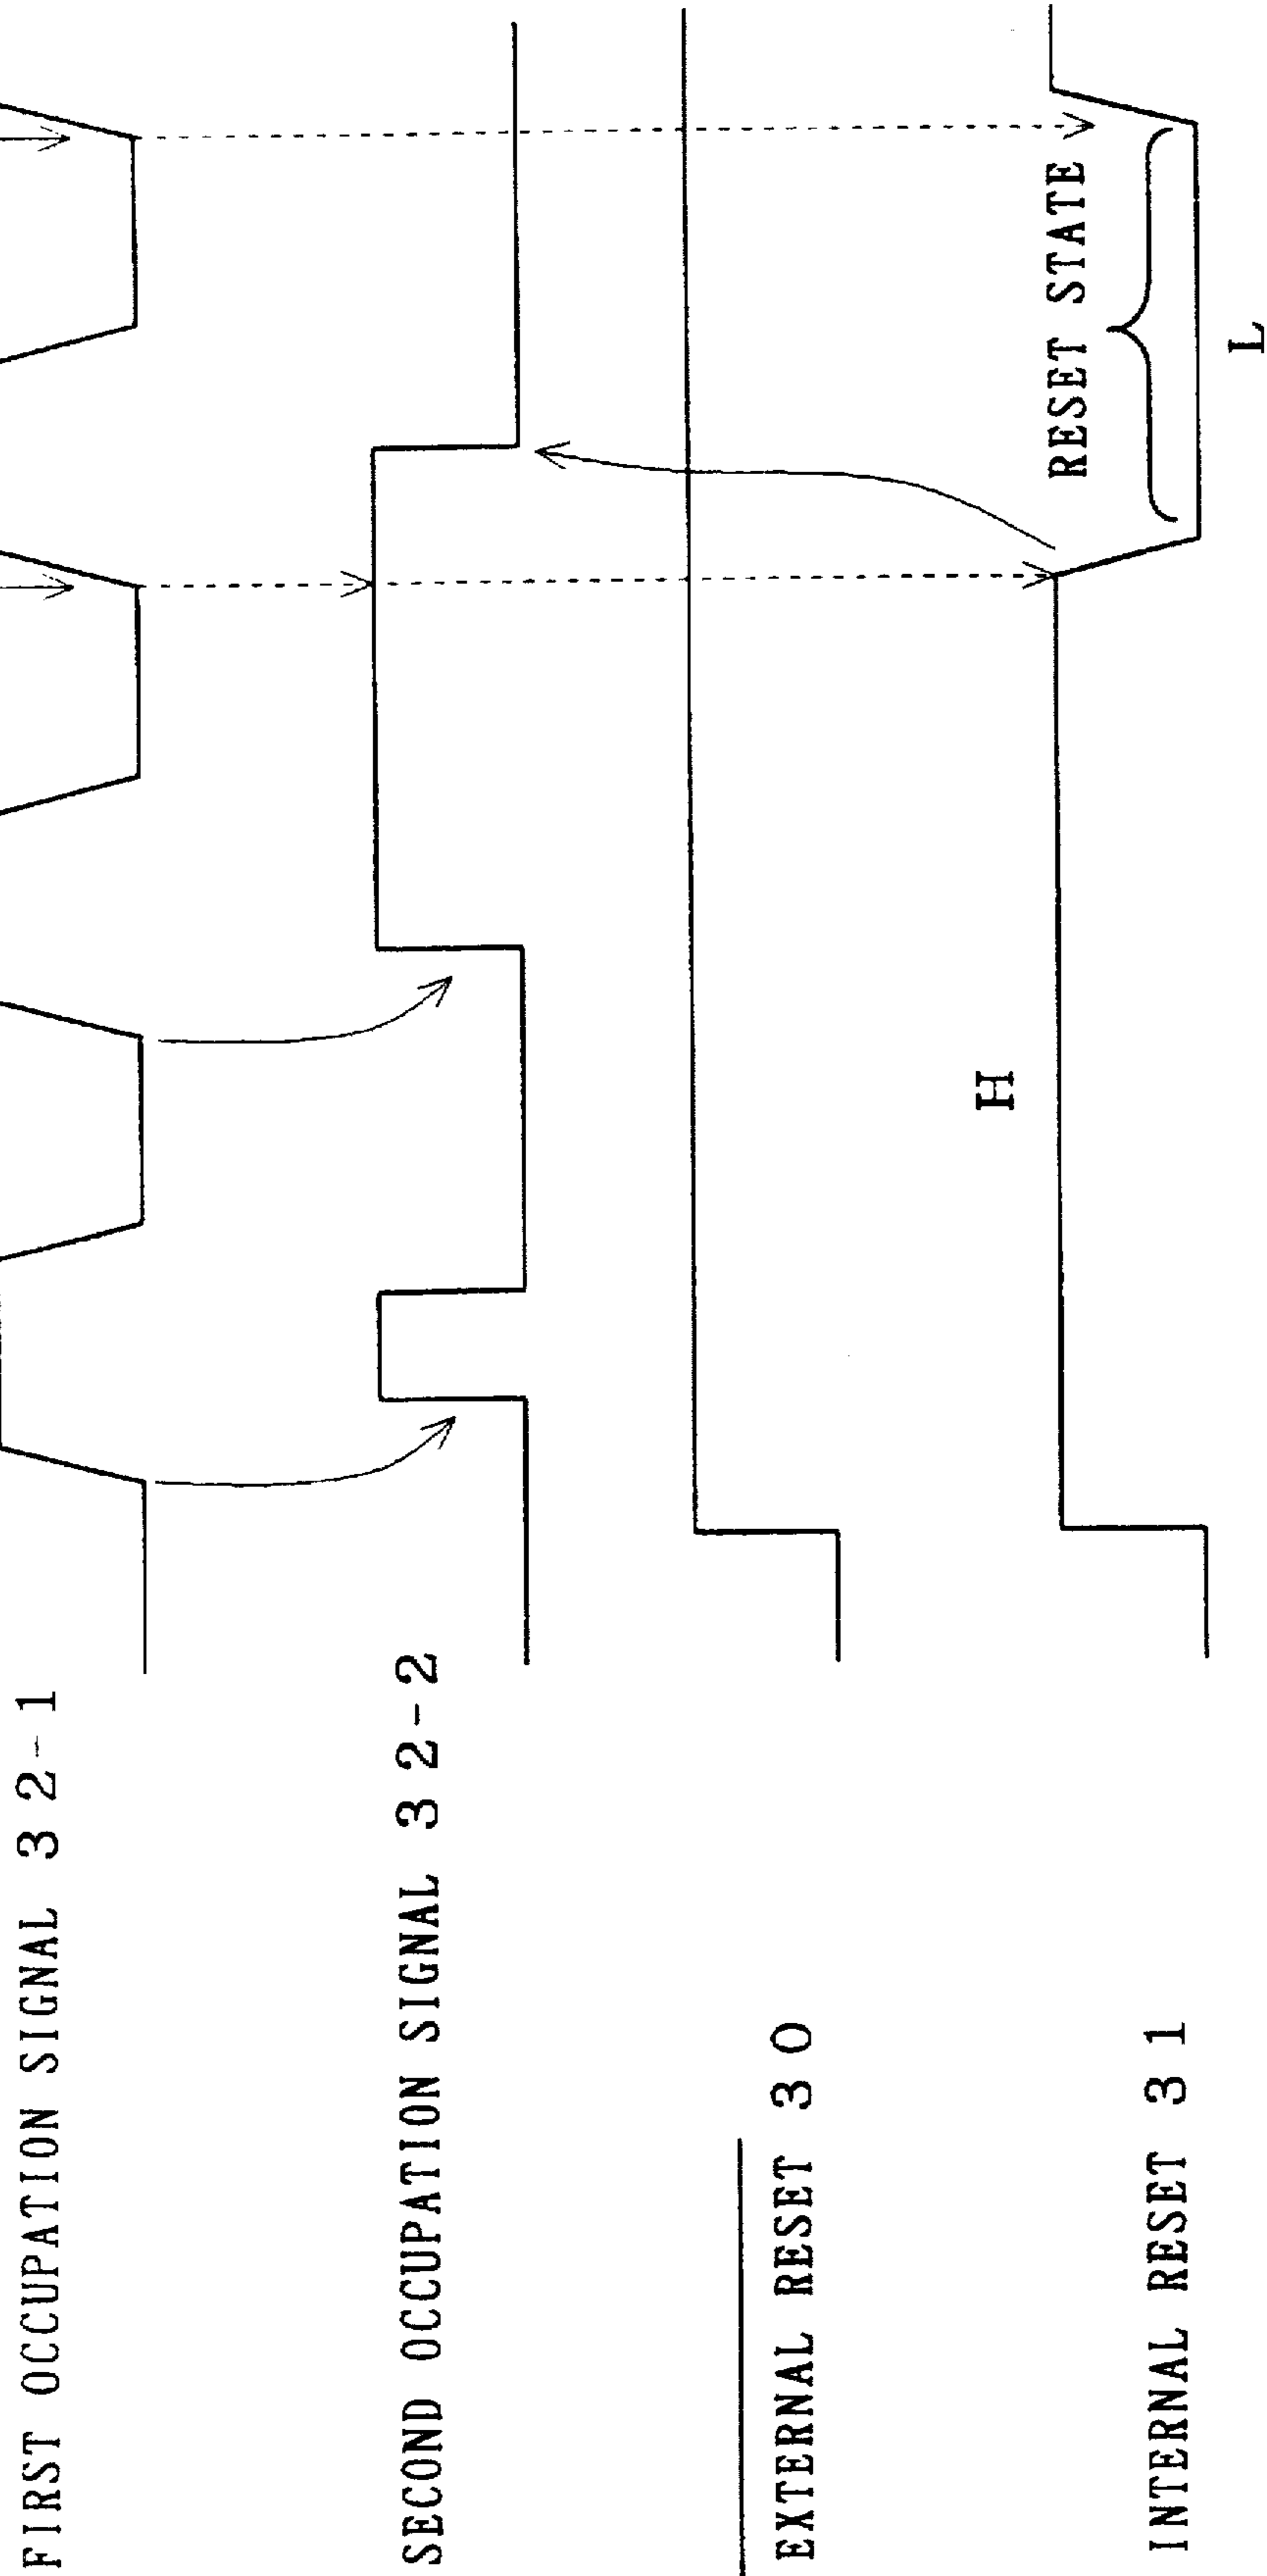 FIRST OCCUPATION SIGNAL 32-1
SECOND OCCUPATION SIGNAL 32-2
EXTERNAL RESET 30
INTERNAL RESET 31
H
RESET STATE
L